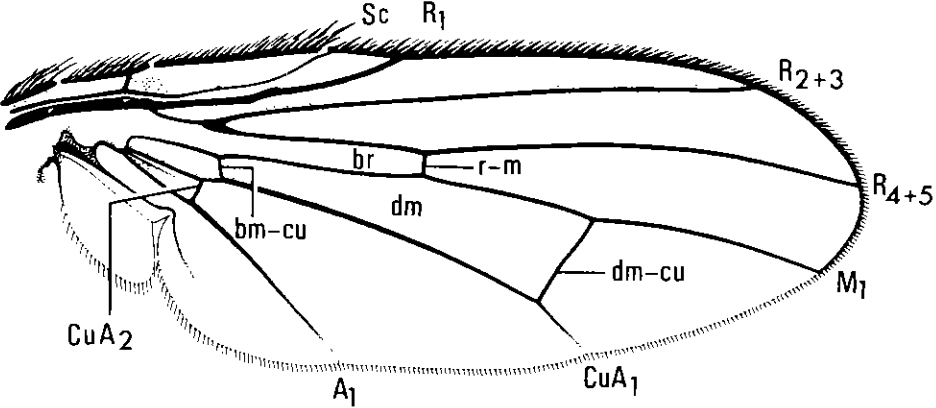 Sc R1
R2+3
br r-m
R4+5
dm
bm-cu
dm-cu
M1
CuA2
CuA1
A1